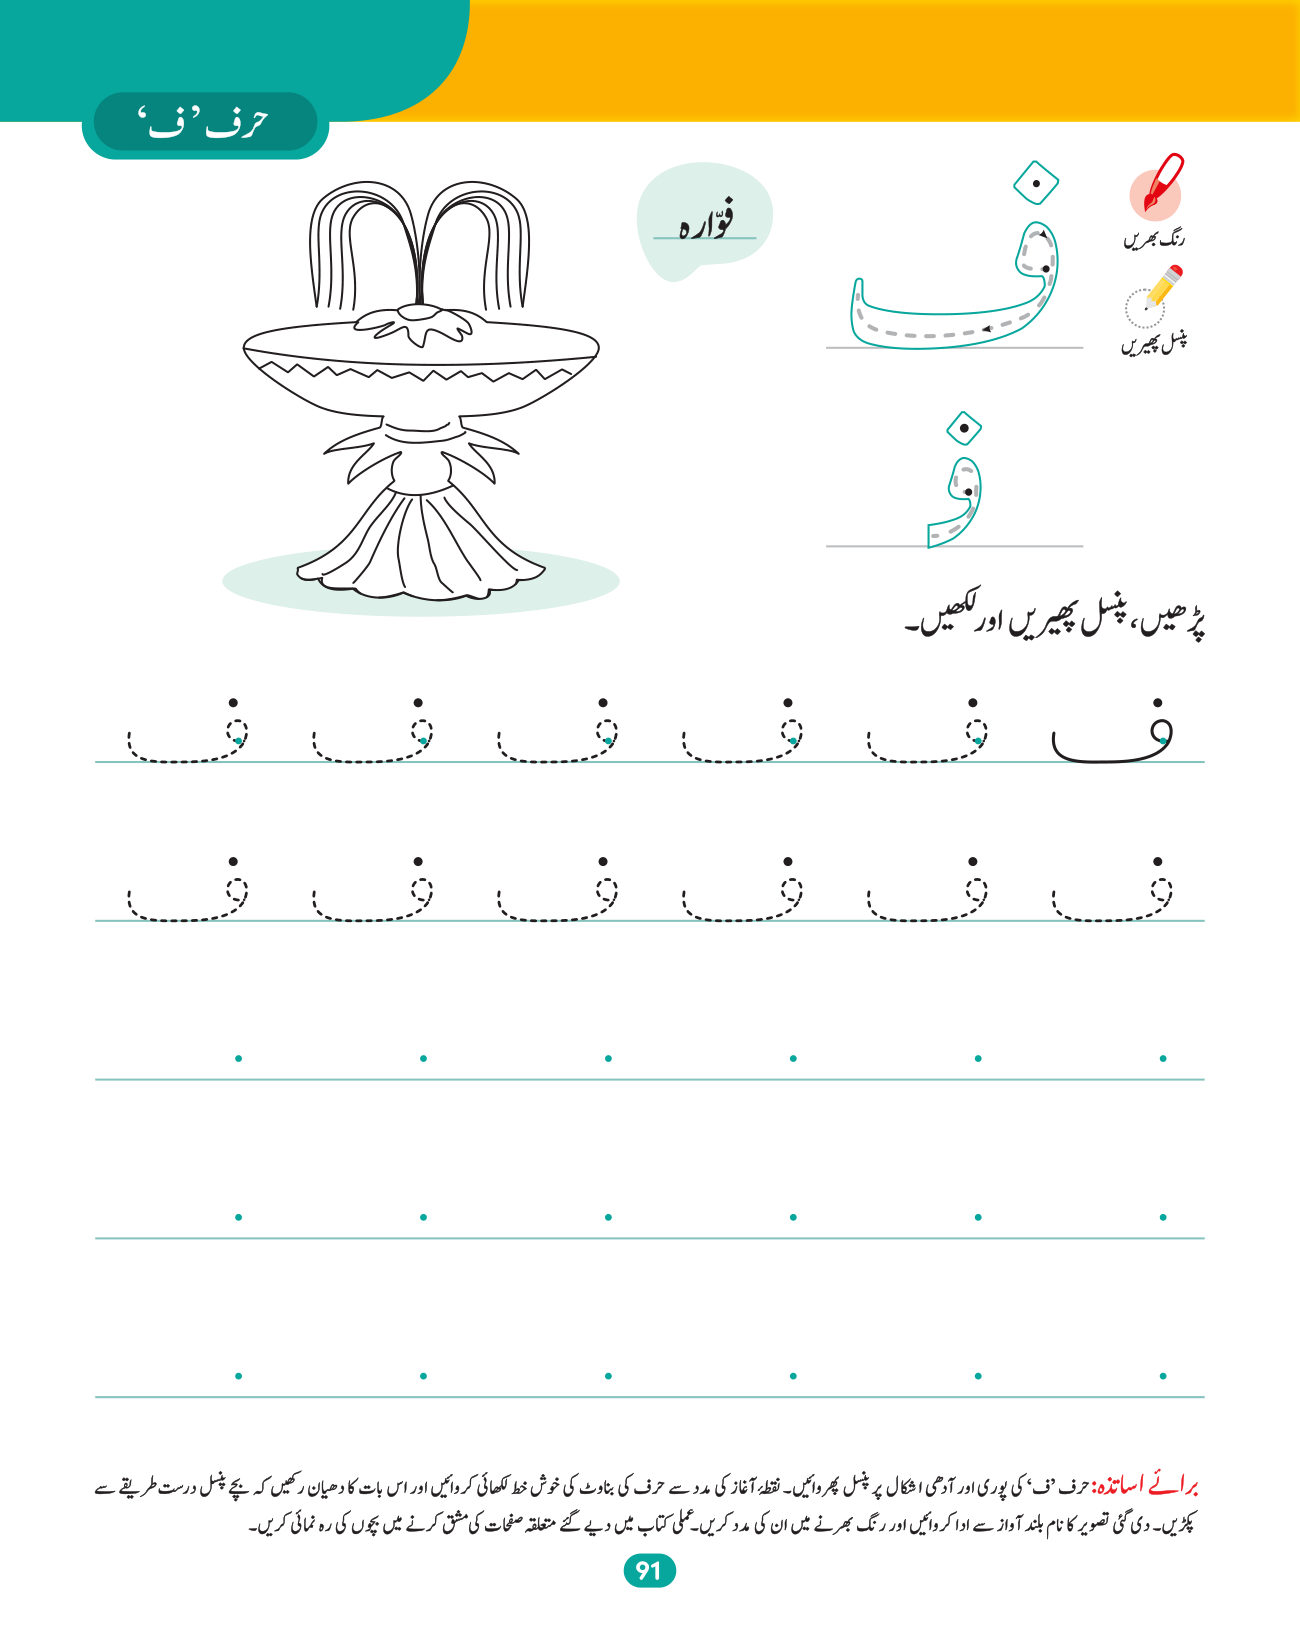 حرف ’ف‘
فوّارہ
ف
رنگ بھریں
پنسل پھیریں
ف
پڑھیں، پنسل پھیریں اور لکھیں۔
ف ف ف ف ف ف
ف ف ف ف ف ف
برائے اساتذہ: حرف ’ف‘ کی پوری اور آدھی اشکال پر پنسل پھروائیں۔ نقطۂ آغاز کی مدد سے حرف کی بناوٹ کی خوش خط لکھائی کروائیں اور اس بات کا دھیان رکھیں کہ بچے پنسل درست طریقے سے
پکڑیں۔ دی گئی تصویر کا نام بلند آواز سے ادا کروائیں اور رنگ بھرنے میں ان کی مدد کریں۔ عملی کتاب میں دیے گئے متعلقہ صفحات کی مشق کرنے میں بچوں کی رہ نمائی کریں۔
91